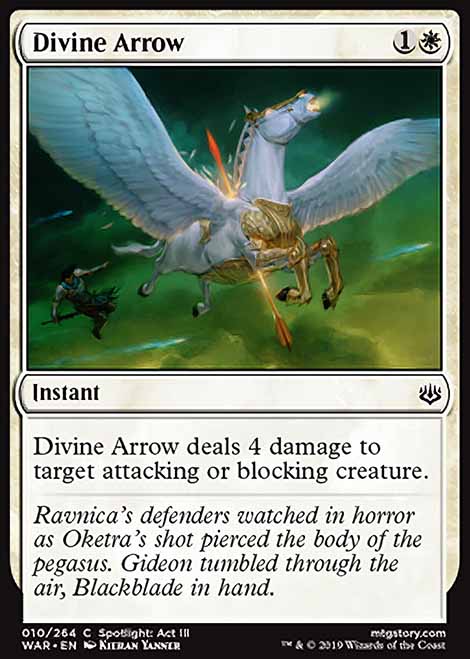 Divine Arrow 1
Instant
Divine Arrow deals 4 damage to
target attacking or blocking creature.
Ravnica's defenders watched in horror
as Oketra's shot pierced the body of the
pegasus. Gideon tumbled through the
air, Blackblade in hand.
010/264 C Spotlight: Act III mtgstory.com
WAR • EN Kieran Yanner ™ & © 2019 Wizards of the Coast